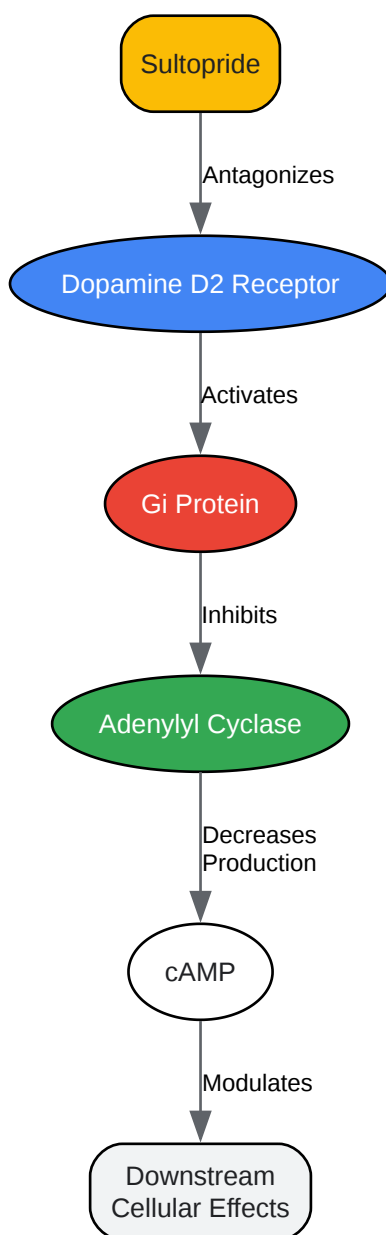 Sultopride
Antagonizes
Dopamine D2 Receptor
Activates
Gi Protein
Inhibits
Adenylyl Cyclase
Decreases
Production
cAMP
Modulates
Downstream
Cellular Effects